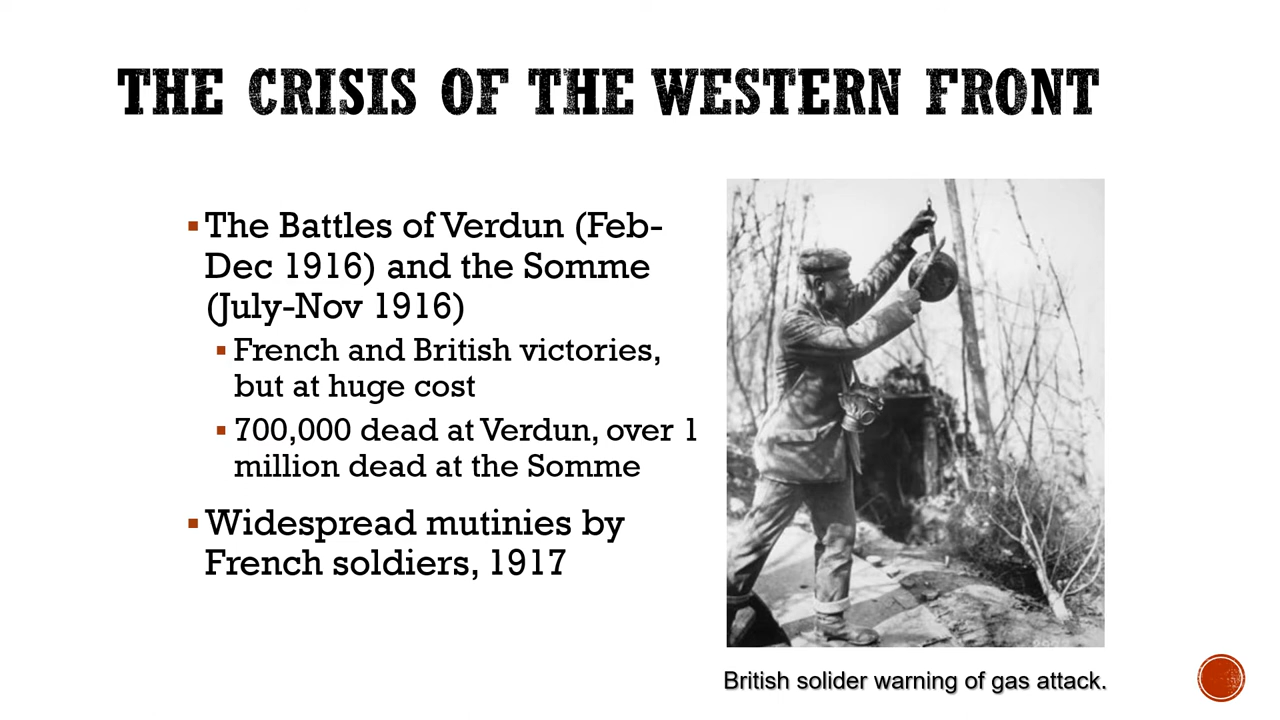 THE CRISIS OF THE WESTERN FRONT
The Battles of Verdun (Feb-
Dec 1916) and the Somme
(July-Nov 1916)
French and British victories,
but at huge cost
700,000 dead at Verdun, over 1
million dead at the Somme
Widespread mutinies by
French soldiers, 1917
British solider warning of gas attack.